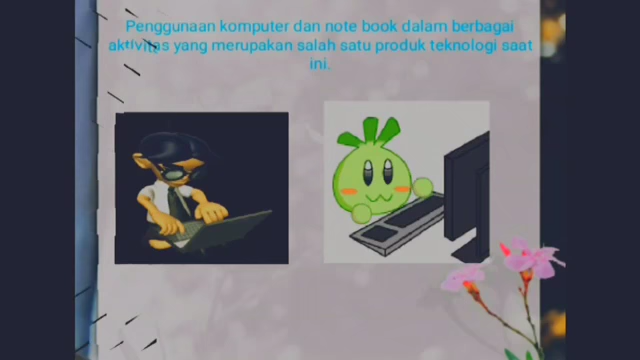 Penggunaan komputer dan note book dalam berbagai
aktivitas yang merupakan salah satu produk teknologi saat
ini.